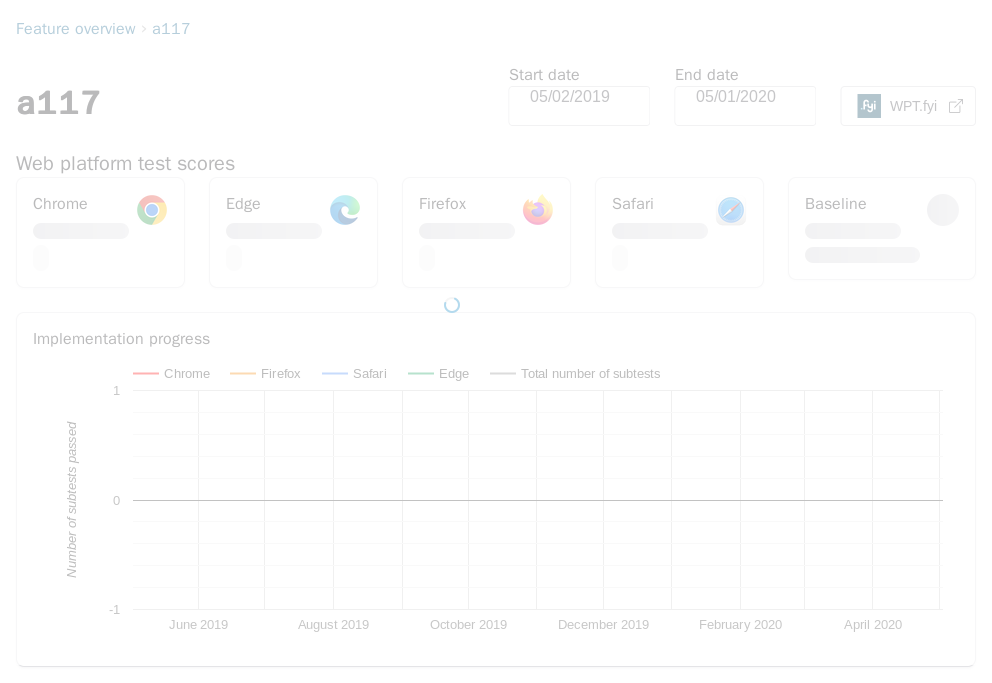 Feature overview › a117
a117
Start date
05/02/2019
End date
05/01/2020
.fyi
WPT.fyi
Web platform test scores
Chrome
Edge
Firefox
Safari
Baseline
Implementation progress
Chrome Firefox Safari Edge Total number of subtests
Number of subtests passed
1
0
-1
June 2019 August 2019 October 2019 December 2019 February 2020 April 2020